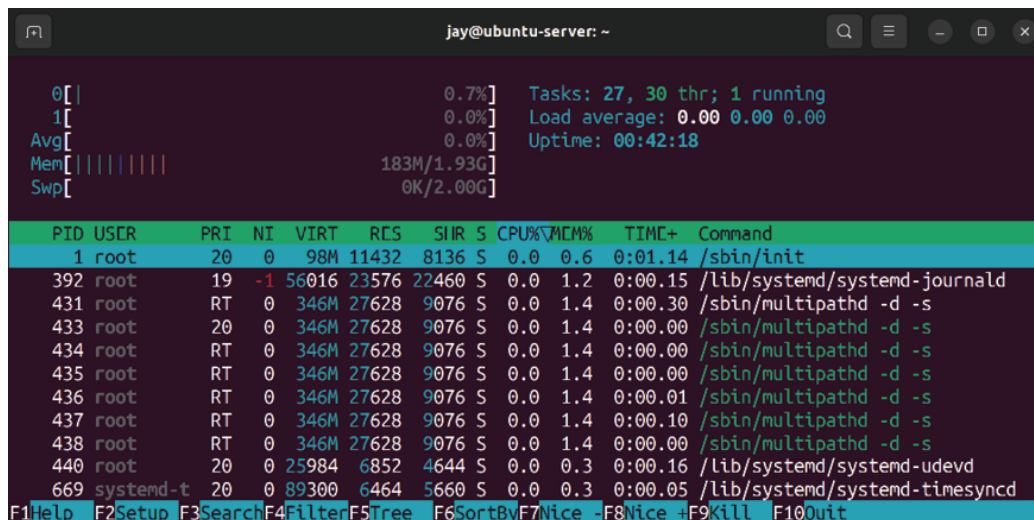 jay@ubuntu-server: ~
0[| 0.7%] Tasks: 27, 30 thr; 1 running
1[ 0.0%] Load average: 0.00 0.00 0.00
Avg[ 0.0%] Uptime: 00:42:18
Mem[||||||||| 183M/1.93G]
Swp[ 0K/2.00G]
PID USER PRI NI VIRT RES SHR S CPU%▽MEM% TIME+ Command
1 root 20 0 98M 11432 8136 S 0.0 0.6 0:01.14 /sbin/init
392 root 19 -1 56016 23576 22460 S 0.0 1.2 0:00.15 /lib/systemd/systemd-journald
431 root RT 0 346M 27628 9076 S 0.0 1.4 0:00.30 /sbin/multipathd -d -s
433 root 20 0 346M 27628 9076 S 0.0 1.4 0:00.00 /sbin/multipathd -d -s
434 root RT 0 346M 27628 9076 S 0.0 1.4 0:00.00 /sbin/multipathd -d -s
435 root RT 0 346M 27628 9076 S 0.0 1.4 0:00.00 /sbin/multipathd -d -s
436 root RT 0 346M 27628 9076 S 0.0 1.4 0:00.01 /sbin/multipathd -d -s
437 root RT 0 346M 27628 9076 S 0.0 1.4 0:00.10 /sbin/multipathd -d -s
438 root RT 0 346M 27628 9076 S 0.0 1.4 0:00.00 /sbin/multipathd -d -s
440 root 20 0 25984 6852 4644 S 0.0 0.3 0:00.16 /lib/systemd/systemd-udevd
669 systemd-t 20 0 89300 6464 5660 S 0.0 0.3 0:00.05 /lib/systemd/systemd-timesyncd
F1Help F2Setup F3SearchF4FilterF5Tree F6SortByF7Nice -F8Nice +F9Kill F10Quit